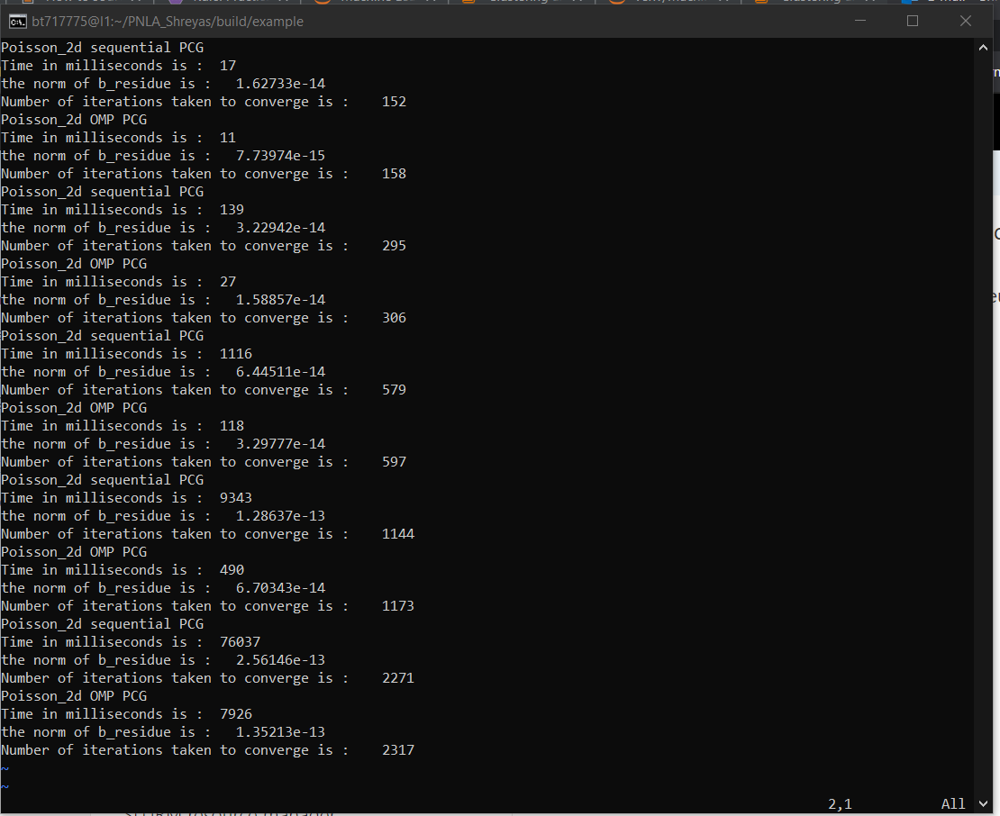 bt717775@l1:~/PNLA_Shreyas/build/example
Poisson_2d sequential PCG
Time in milliseconds is :  17
the norm of b_residue is :   1.62733e-14
Number of iterations taken to converge is :    152
Poisson_2d OMP PCG
Time in milliseconds is :  11
the norm of b_residue is :   7.73974e-15
Number of iterations taken to converge is :    158
Poisson_2d sequential PCG
Time in milliseconds is :  139
the norm of b_residue is :   3.22942e-14
Number of iterations taken to converge is :    295
Poisson_2d OMP PCG
Time in milliseconds is :  27
the norm of b_residue is :   1.58857e-14
Number of iterations taken to converge is :    306
Poisson_2d sequential PCG
Time in milliseconds is :  1116
the norm of b_residue is :   6.44511e-14
Number of iterations taken to converge is :    579
Poisson_2d OMP PCG
Time in milliseconds is :  118
the norm of b_residue is :   3.29777e-14
Number of iterations taken to converge is :    597
Poisson_2d sequential PCG
Time in milliseconds is :  9343
the norm of b_residue is :   1.28637e-13
Number of iterations taken to converge is :    1144
Poisson_2d OMP PCG
Time in milliseconds is :  490
the norm of b_residue is :   6.70343e-14
Number of iterations taken to converge is :    1173
Poisson_2d sequential PCG
Time in milliseconds is :  76037
the norm of b_residue is :   2.56146e-13
Number of iterations taken to converge is :    2271
Poisson_2d OMP PCG
Time in milliseconds is :  7926
the norm of b_residue is :   1.35213e-13
Number of iterations taken to converge is :    2317
~
~
2,1 All